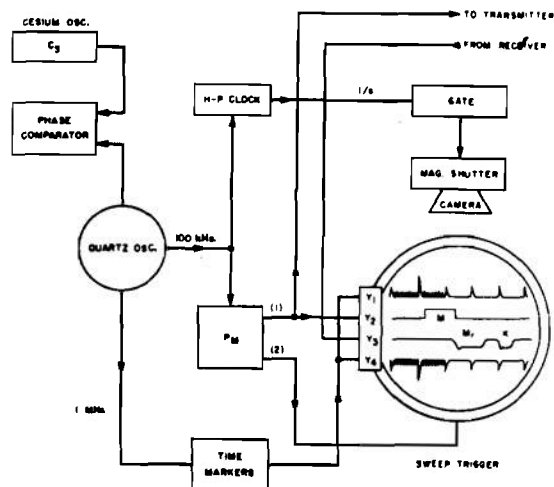 CESIUM OSC.
Cs
PHASE
COMPARATOR
QUARTZ OSC.
100 kHz.
1 MHz
H-P CLOCK
1/s
GATE
MAG. SHUTTER
CAMERA
TO TRANSMITTER
FROM RECEIVER
PM
(1)
(2)
Y1
Y2
Y3
Y4
M
Mr
K
TIME
MARKERS
SWEEP TRIGGER